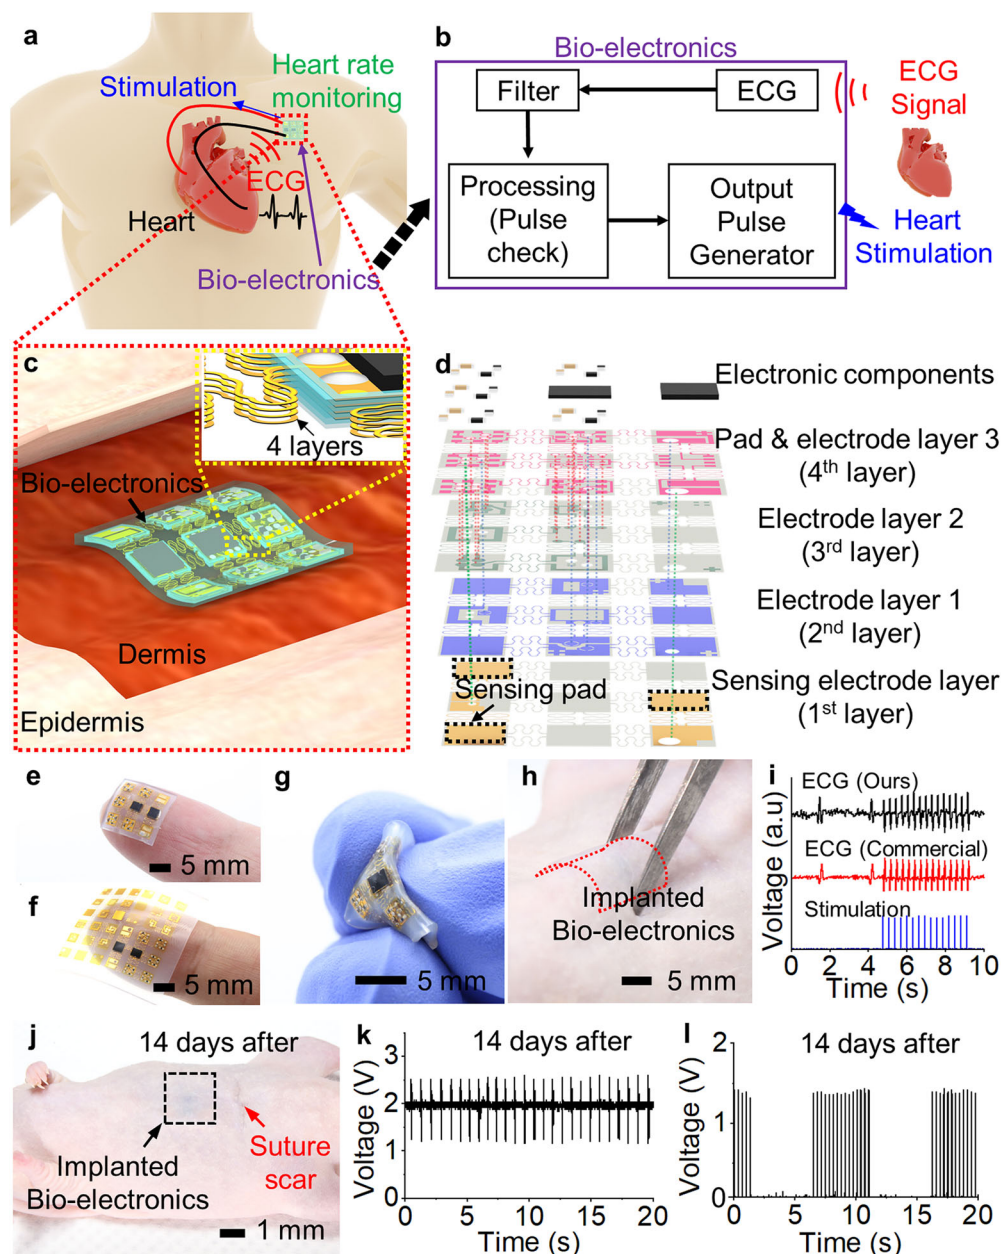 a
Stimulation
Heart rate
monitoring
ECG
Heart
Bio-electronics
b
Bio-electronics
Filter
ECG
ECG
Signal
Processing
(Pulse
check)
Output
Pulse
Generator
Heart
Stimulation
c
4 layers
Bio-electronics
Dermis
Epidermis
d
Electronic components
Pad & electrode layer 3
(4th layer)
Electrode layer 2
(3rd layer)
Electrode layer 1
(2nd layer)
Sensing pad
Sensing electrode layer
(1st layer)
e
5 mm
f
5 mm
g
5 mm
h
Implanted
Bio-electronics
5 mm
i
ECG (Ours)
ECG (Commercial)
Stimulation
Voltage (a.u)
0 2 4 6 8 10
Time (s)
j
14 days after
Implanted
Bio-electronics
Suture
scar
1 mm
k
14 days after
Voltage (V)
3
2
1
0
0 5 10 15 20
Time (s)
l
14 days after
Voltage (V)
2
1
0
0 5 10 15 20
Time (s)